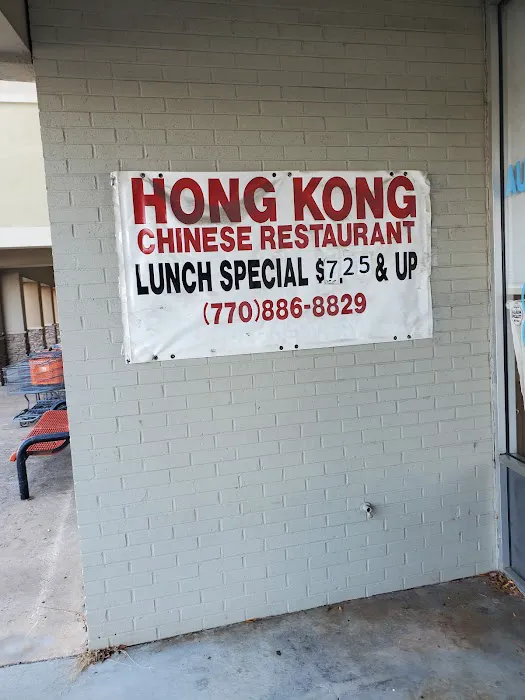 HONG KONG
CHINESE RESTAURANT
LUNCH SPECIAL $7.25 & UP
(770)886-8829